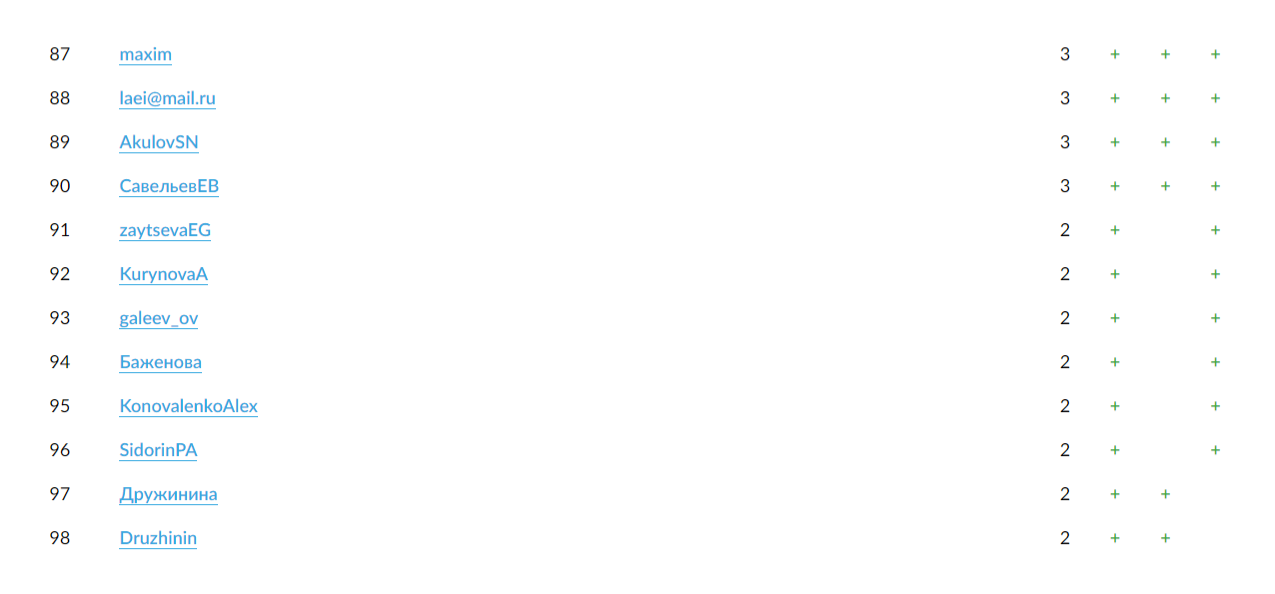 87 maxim 3 + + +
88 laei@mail.ru 3 + + +
89 AkulovSN 3 + + +
90 СавельевЕВ 3 + + +
91 zaytsevaEG 2 + +
92 KurynovaA 2 + +
93 galeev_ov 2 + +
94 Баженова 2 + +
95 KonovalenkoAlex 2 + +
96 SidorinPA 2 + +
97 Дружинина 2 + +
98 Druzhinin 2 + +